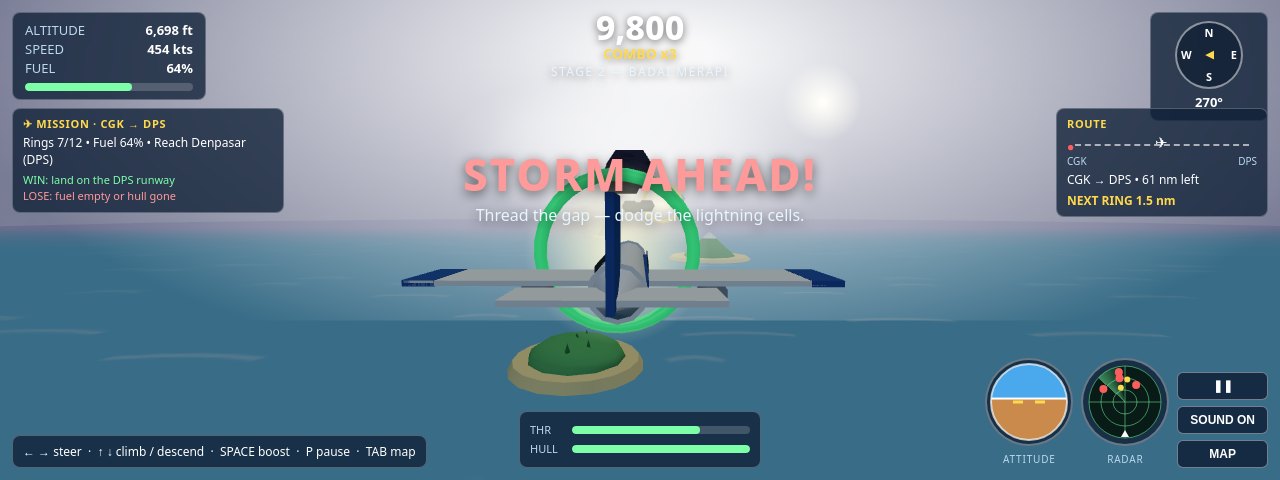 ALTITUDE 6,698 ft
SPEED 454 kts
FUEL 64%
9,800
COMBO x3
STAGE 2 — BADAI MERAPI
N
W E
S
270°
✈ MISSION · CGK → DPS
Rings 7/12 • Fuel 64% • Reach Denpasar
(DPS)
WIN: land on the DPS runway
LOSE: fuel empty or hull gone
ROUTE
CGK DPS
CGK → DPS • 61 nm left
NEXT RING 1.5 nm
STORM AHEAD!
Thread the gap — dodge the lightning cells.
← → steer · ↑ ↓ climb / descend · SPACE boost · P pause · TAB map
THR
HULL
ATTITUDE
RADAR
SOUND ON
MAP